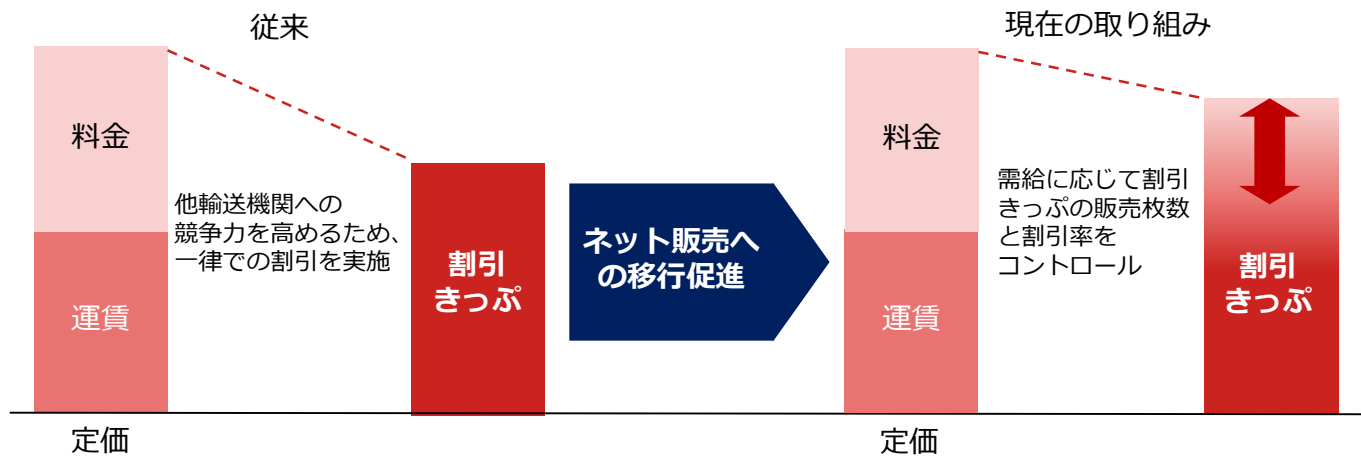 従来
料金
運賃
定価
他輸送機関への
競争力を高めるため、
一律での割引を実施
割引
きっぷ
ネット販売へ
の移行促進
現在の取り組み
料金
運賃
定価
需給に応じて割引
きっぷの販売枚数
と割引率を
コントロール
割引
きっぷ